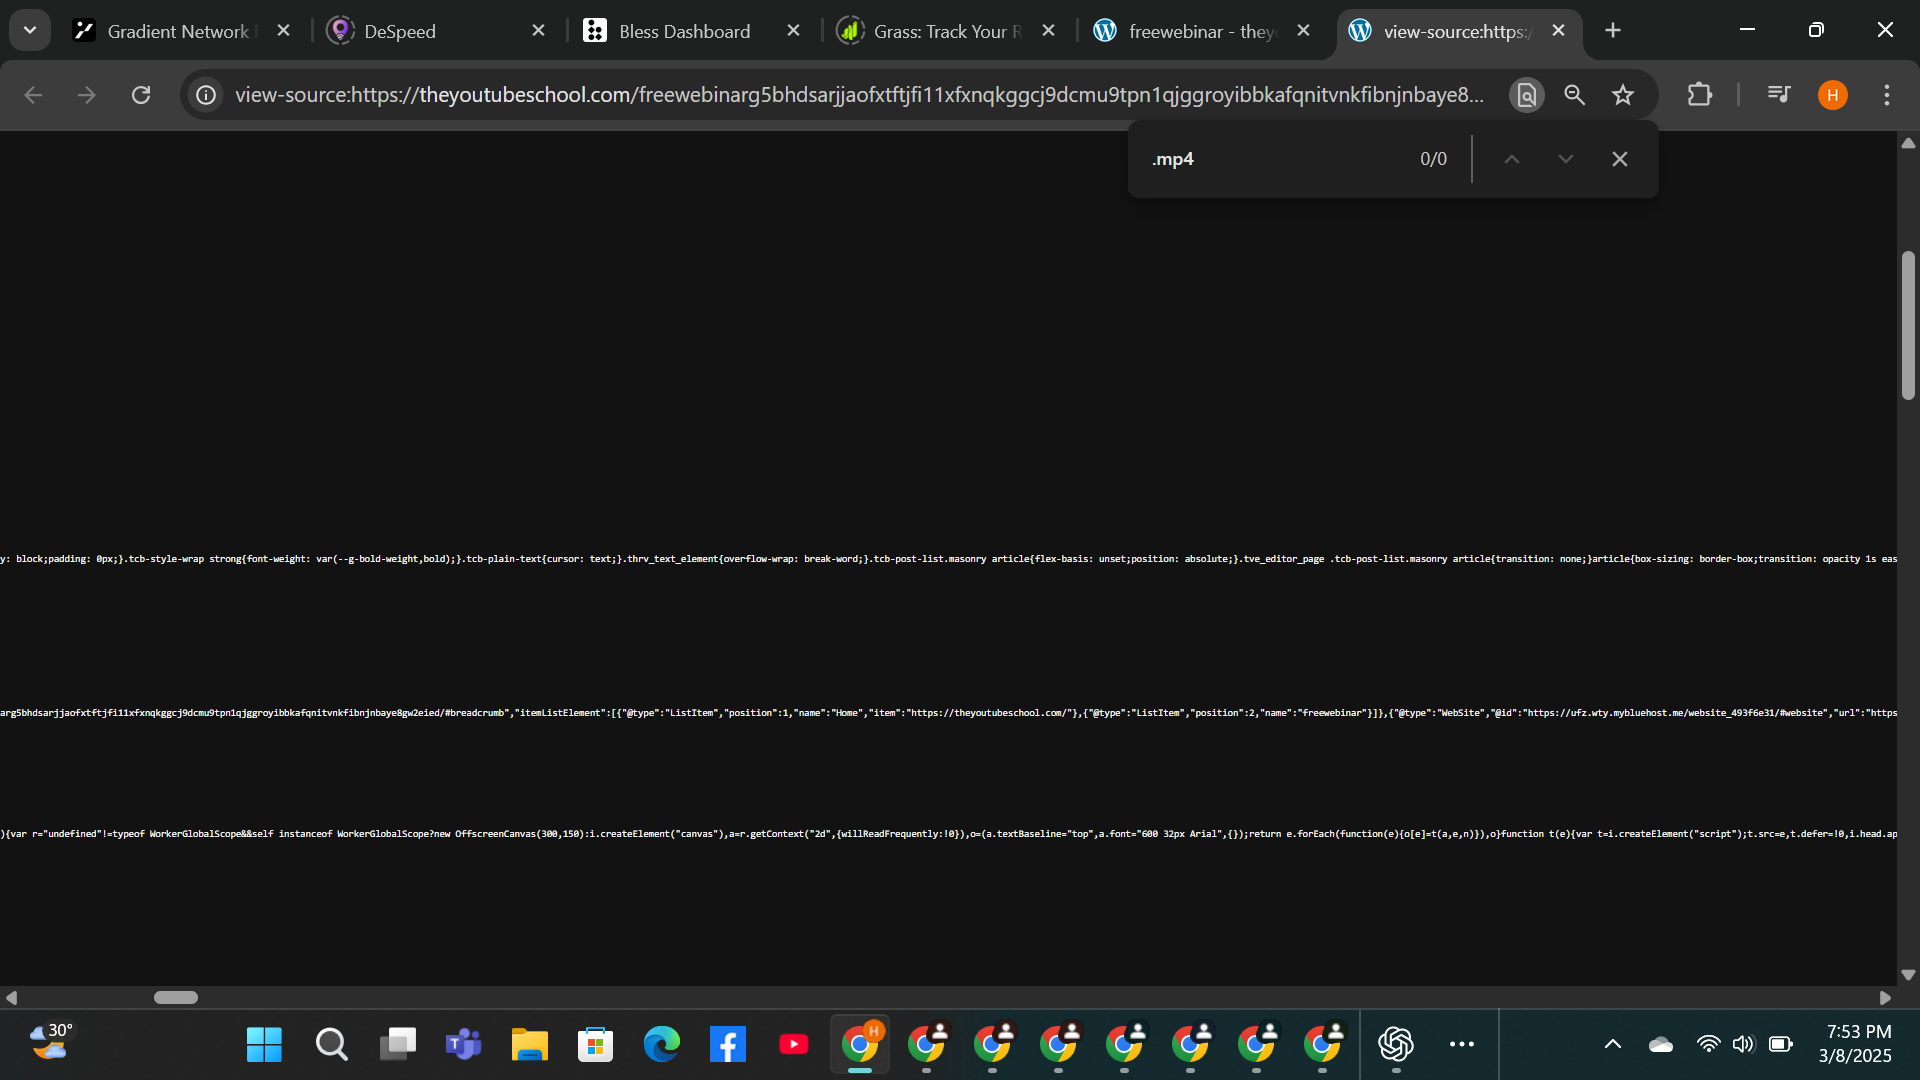 Gradient Network
DeSpeed
Bless Dashboard
Grass: Track Your R
freewebinar - they
view-source:https:/
view-source:https://theyoutubeschool.com/freewebinarg5bhdsarjjaofxtftjfi11xfxnqkggcj9dcmu9tpn1qjggroyibbkafqnitvnkfibnjnbaye8...
H
.mp4
0/0
y: block;padding: 0px;}.tcb-style-wrap strong{font-weight: var(--g-bold-weight,bold);}.tcb-plain-text{cursor: text;}.thrv_text_element{overflow-wrap: break-word;}.tcb-post-list.masonry article{flex-basis: unset;position: absolute;}.tve_editor_page .tcb-post-list.masonry article{transition: none;}article{box-sizing: border-box;transition: opacity 1s eas
arg5bhdsarjjaofxtftjfi11xfxnqkggcj9dcmu9tpn1qjggroyibbkafqnitvnkfibnjnbaye8gw2eied/#breadcrumb","itemListElement":[{"@type":"ListItem","position":1,"name":"Home","item":"https://theyoutubeschool.com/"},{"@type":"ListItem","position":2,"name":"freewebinar"}]},{"@type":"WebSite","@id":"https://ufz.wty.mybluehost.me/website_493f6e31/#website","url":"https
){var r="undefined"!=typeof WorkerGlobalScope&&self instanceof WorkerGlobalScope?new OffscreenCanvas(300,150):i.createElement("canvas"),a=r.getContext("2d",{willReadFrequently:!0}),o=(a.textBaseline="top",a.font="600 32px Arial",{});return e.forEach(function(e){o[e]=t(a,e,n)}),o}function t(e){var t=i.createElement("script");t.src=e,t.defer=!0,i.head.ap
30°
H
7:53 PM
3/8/2025